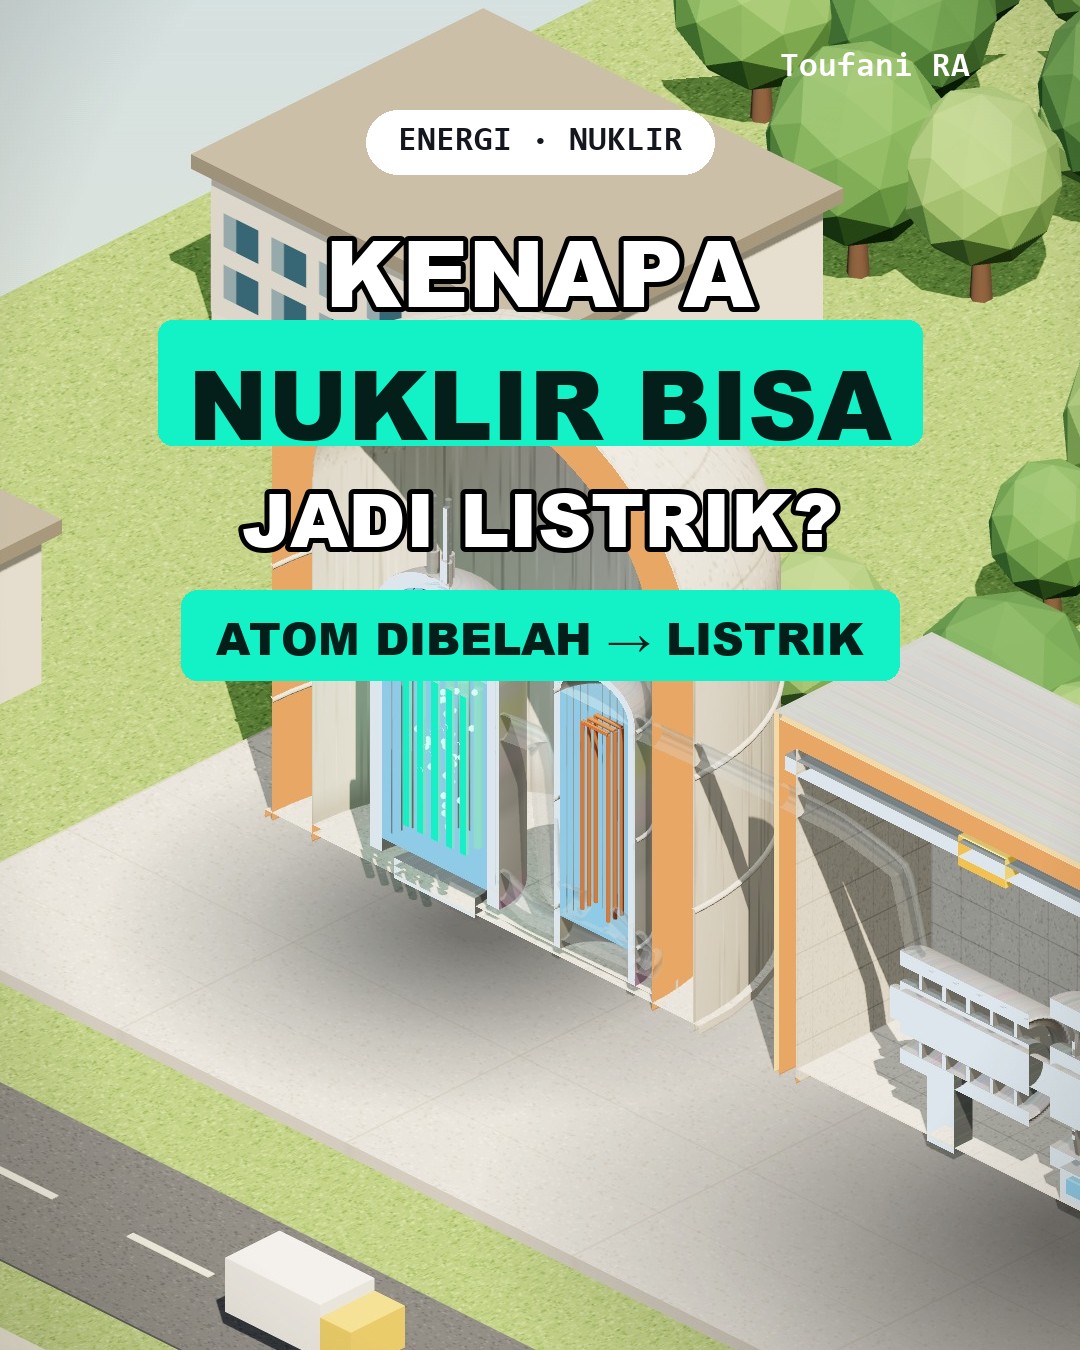 Toufani RA
ENERGI · NUKLIR
KENAPA
NUKLIR BISA
JADI LISTRIK?
ATOM DIBELAH → LISTRIK